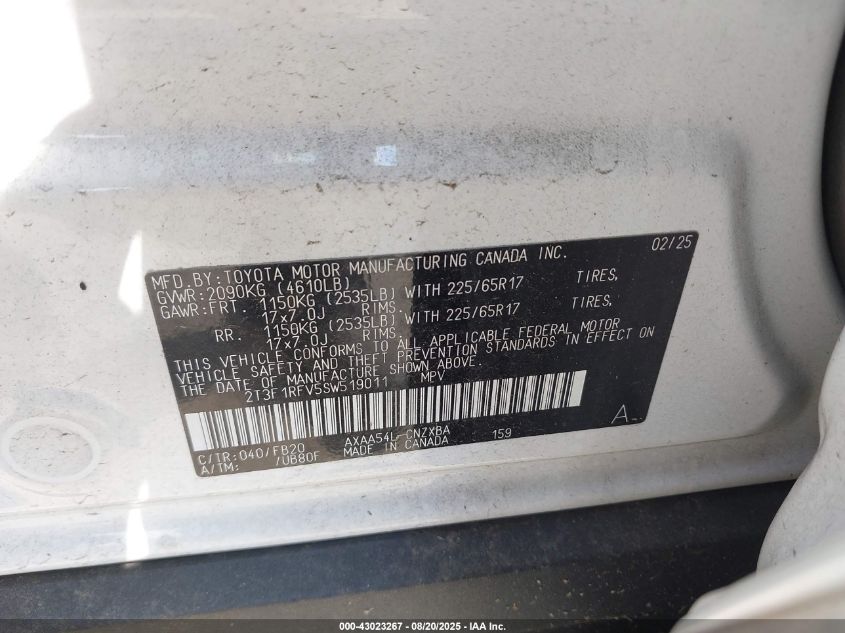 MFD. BY: TOYOTA MOTOR MANUFACTURING CANADA INC. 02/25
GVWR: 2090KG (4610LB)
GAWR: FRT. 1150KG (2535LB) WITH 225/65R17 TIRES,
17x7.0J RIMS.
RR. 1150KG (2535LB) WITH 225/65R17 TIRES,
17x7.0J RIMS.
THIS VEHICLE CONFORMS TO ALL APPLICABLE FEDERAL MOTOR
VEHICLE SAFETY AND THEFT PREVENTION STANDARDS IN EFFECT ON
THE DATE OF MANUFACTURE SHOWN ABOVE.
2T3F1RFV5SW519011 MPV
A
C/TR: 040/FB20 AXAA54L-CNZXBA 159
A/TM: /UB80F MADE IN CANADA
000-43023267 - 08/20/2025 - IAA Inc.